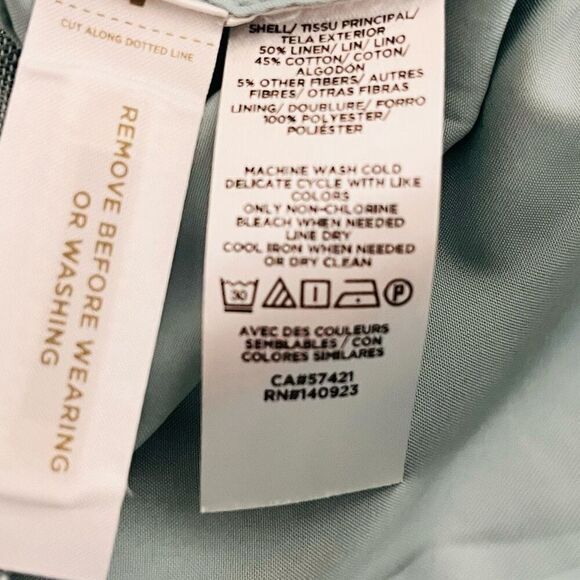 CUT ALONG DOTTED LINE
REMOVE BEFORE WEARING
OR WASHING
SHELL/ TISSU PRINCIPAL/
TELA EXTERIOR
50% LINEN/ LIN/ LINO
45% COTTON/ COTON/
ALGODÓN
5% OTHER FIBERS/ AUTRES
FIBRES/ OTRAS FIBRAS
LINING/ DOUBLURE/ FORRO
100% POLYESTER/
POLIÉSTER
MACHINE WASH COLD
DELICATE CYCLE WITH LIKE
COLORS
ONLY NON-CHLORINE
BLEACH WHEN NEEDED
LINE DRY
COOL IRON WHEN NEEDED
OR DRY CLEAN
30 P
AVEC DES COULEURS
SEMBLABLES / CON
COLORES SIMILARES
CA#57421
RN#140923